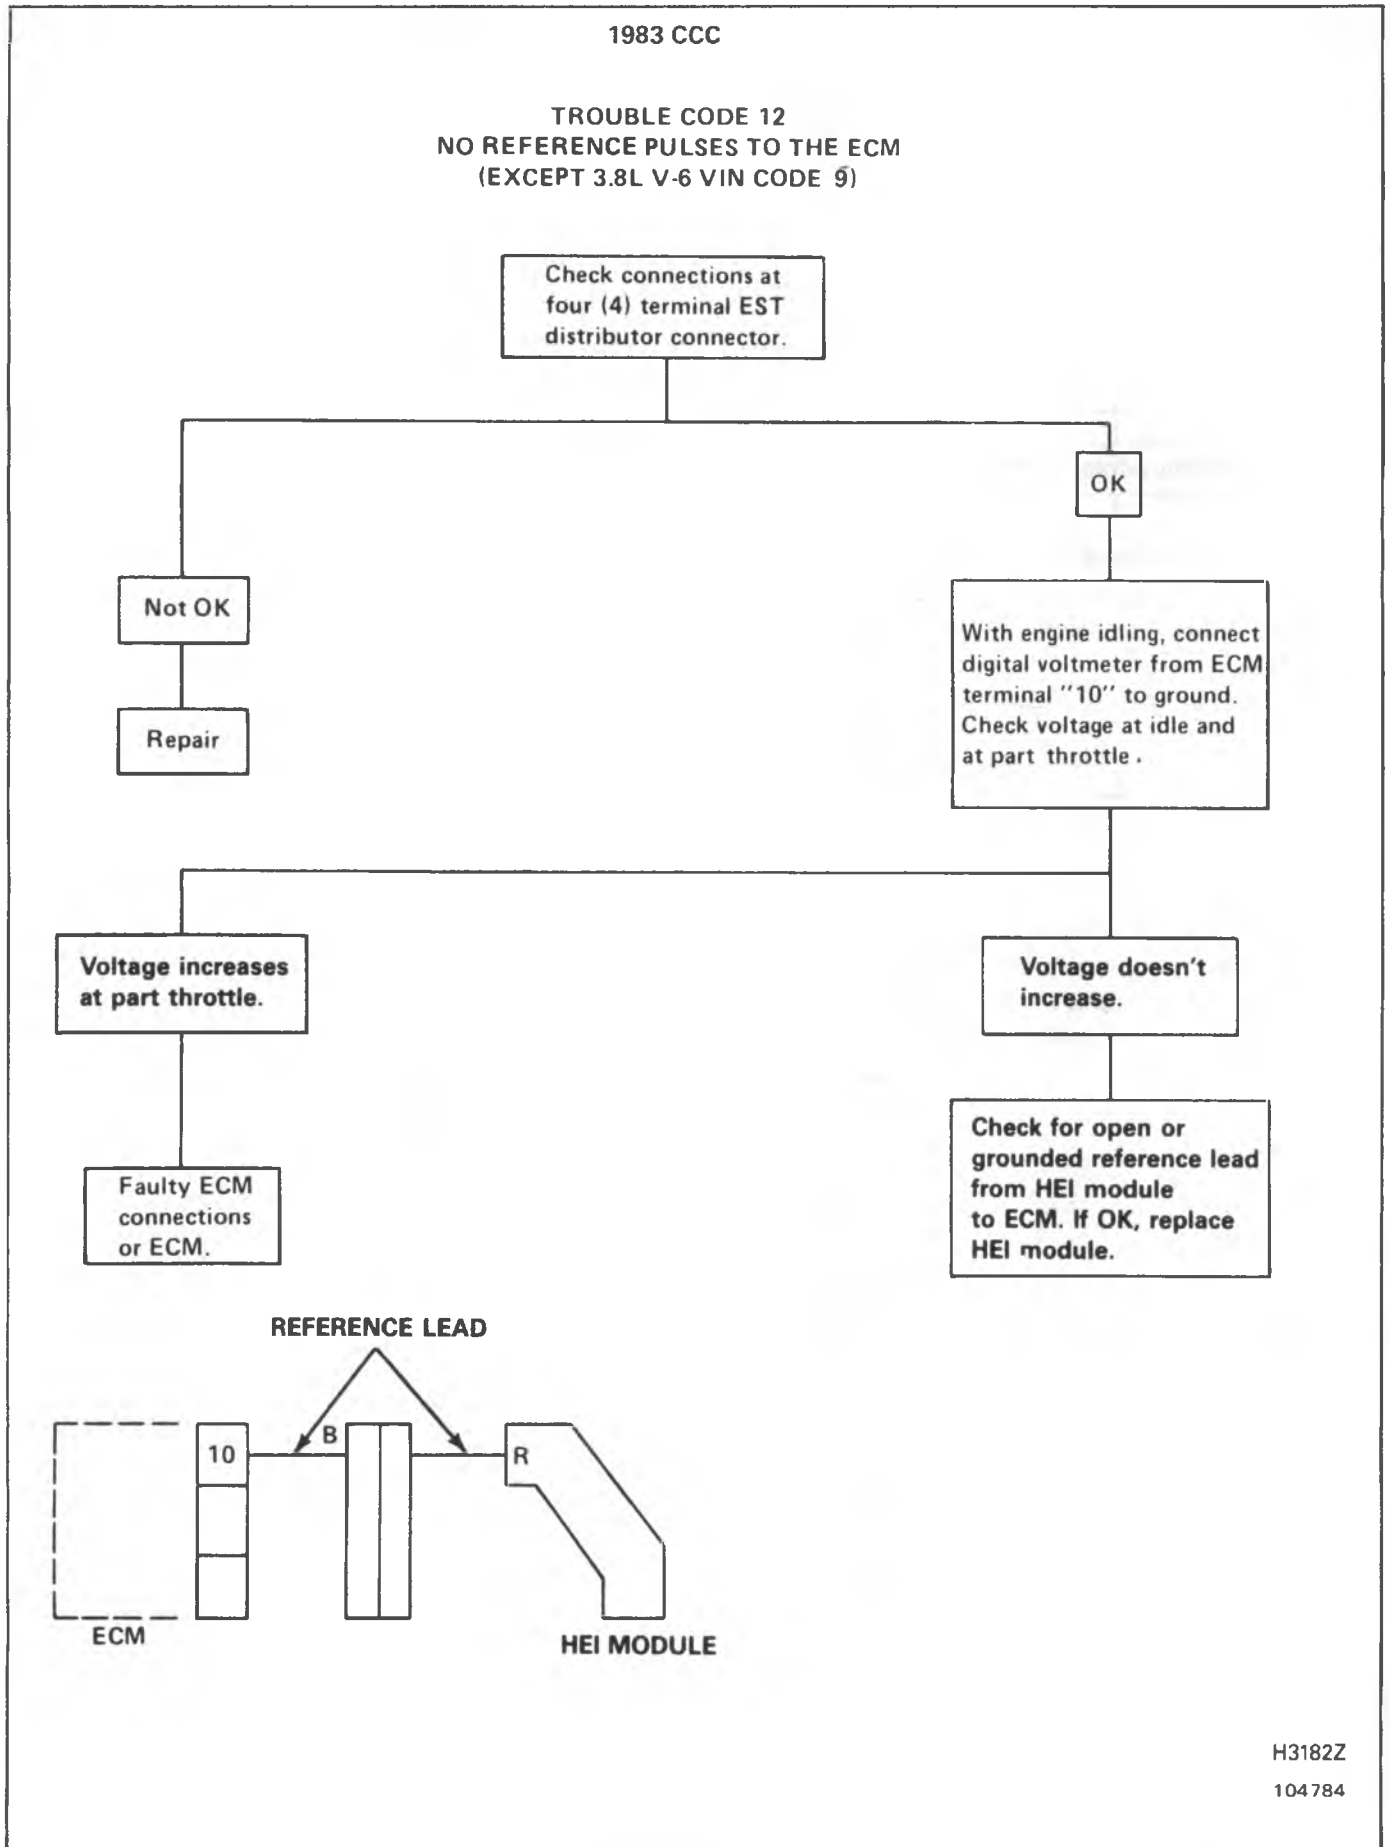 1983 CCC
TROUBLE CODE 12
NO REFERENCE PULSES TO THE ECM
(EXCEPT 3.8L V-6 VIN CODE 9)
Check connections at
four (4) terminal EST
distributor connector.
OK
Not OK
Repair
With engine idling, connect
digital voltmeter from ECM
terminal "10" to ground.
Check voltage at idle and
at part throttle.
Voltage increases
at part throttle.
Voltage doesn't
increase.
Faulty ECM
connections
or ECM.
Check for open or
grounded reference lead
from HEI module
to ECM. If OK, replace
HEI module.
REFERENCE LEAD
10
B
R
ECM
HEI MODULE
H3182Z
104784